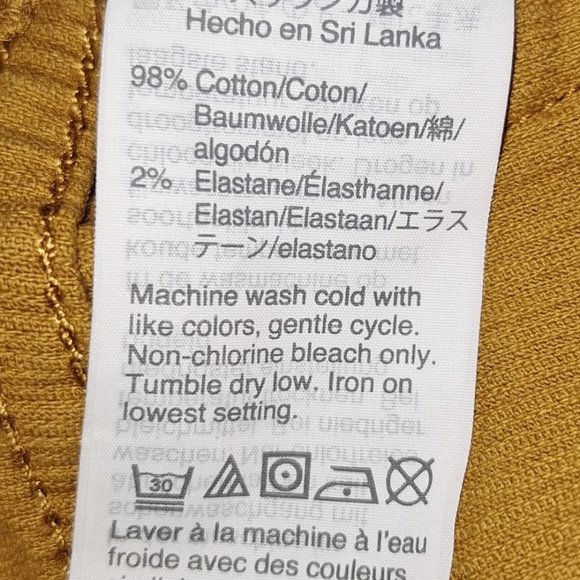 Hecho en Sri Lanka
98% Cotton/Coton/
Baumwolle/Katoen/綿/
algodón
2% Elastane/Élasthanne/
Elastan/Elastaan/エラス
テーン/elastano
Machine wash cold with
like colors, gentle cycle.
Non-chlorine bleach only.
Tumble dry low. Iron on
lowest setting.
30
Laver à la machine à l'eau
froide avec des couleurs